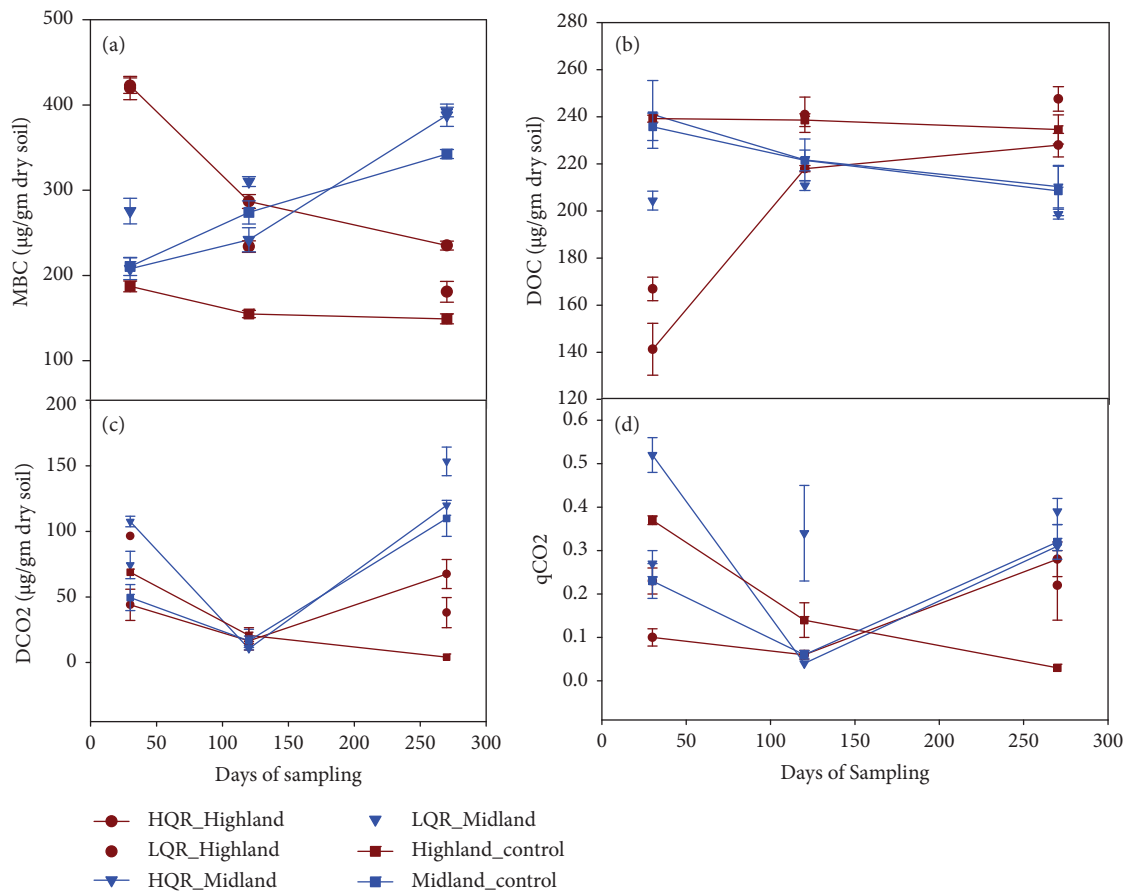 (a)
MBC (µg/gm dry soil)
500
400
300
200
100
(b)
DOC (µg/gm dry soil)
280
260
240
220
200
180
160
140
120
(c)
DCO2 (µg/gm dry soil)
200
150
100
50
0
0 50 100 150 200 250 300
Days of sampling
(d)
qCO2
0.6
0.5
0.4
0.3
0.2
0.1
0.0
0 50 100 150 200 250 300
Days of Sampling
HQR_Highland
LQR_Highland
HQR_Midland
LQR_Midland
Highland_control
Midland_control